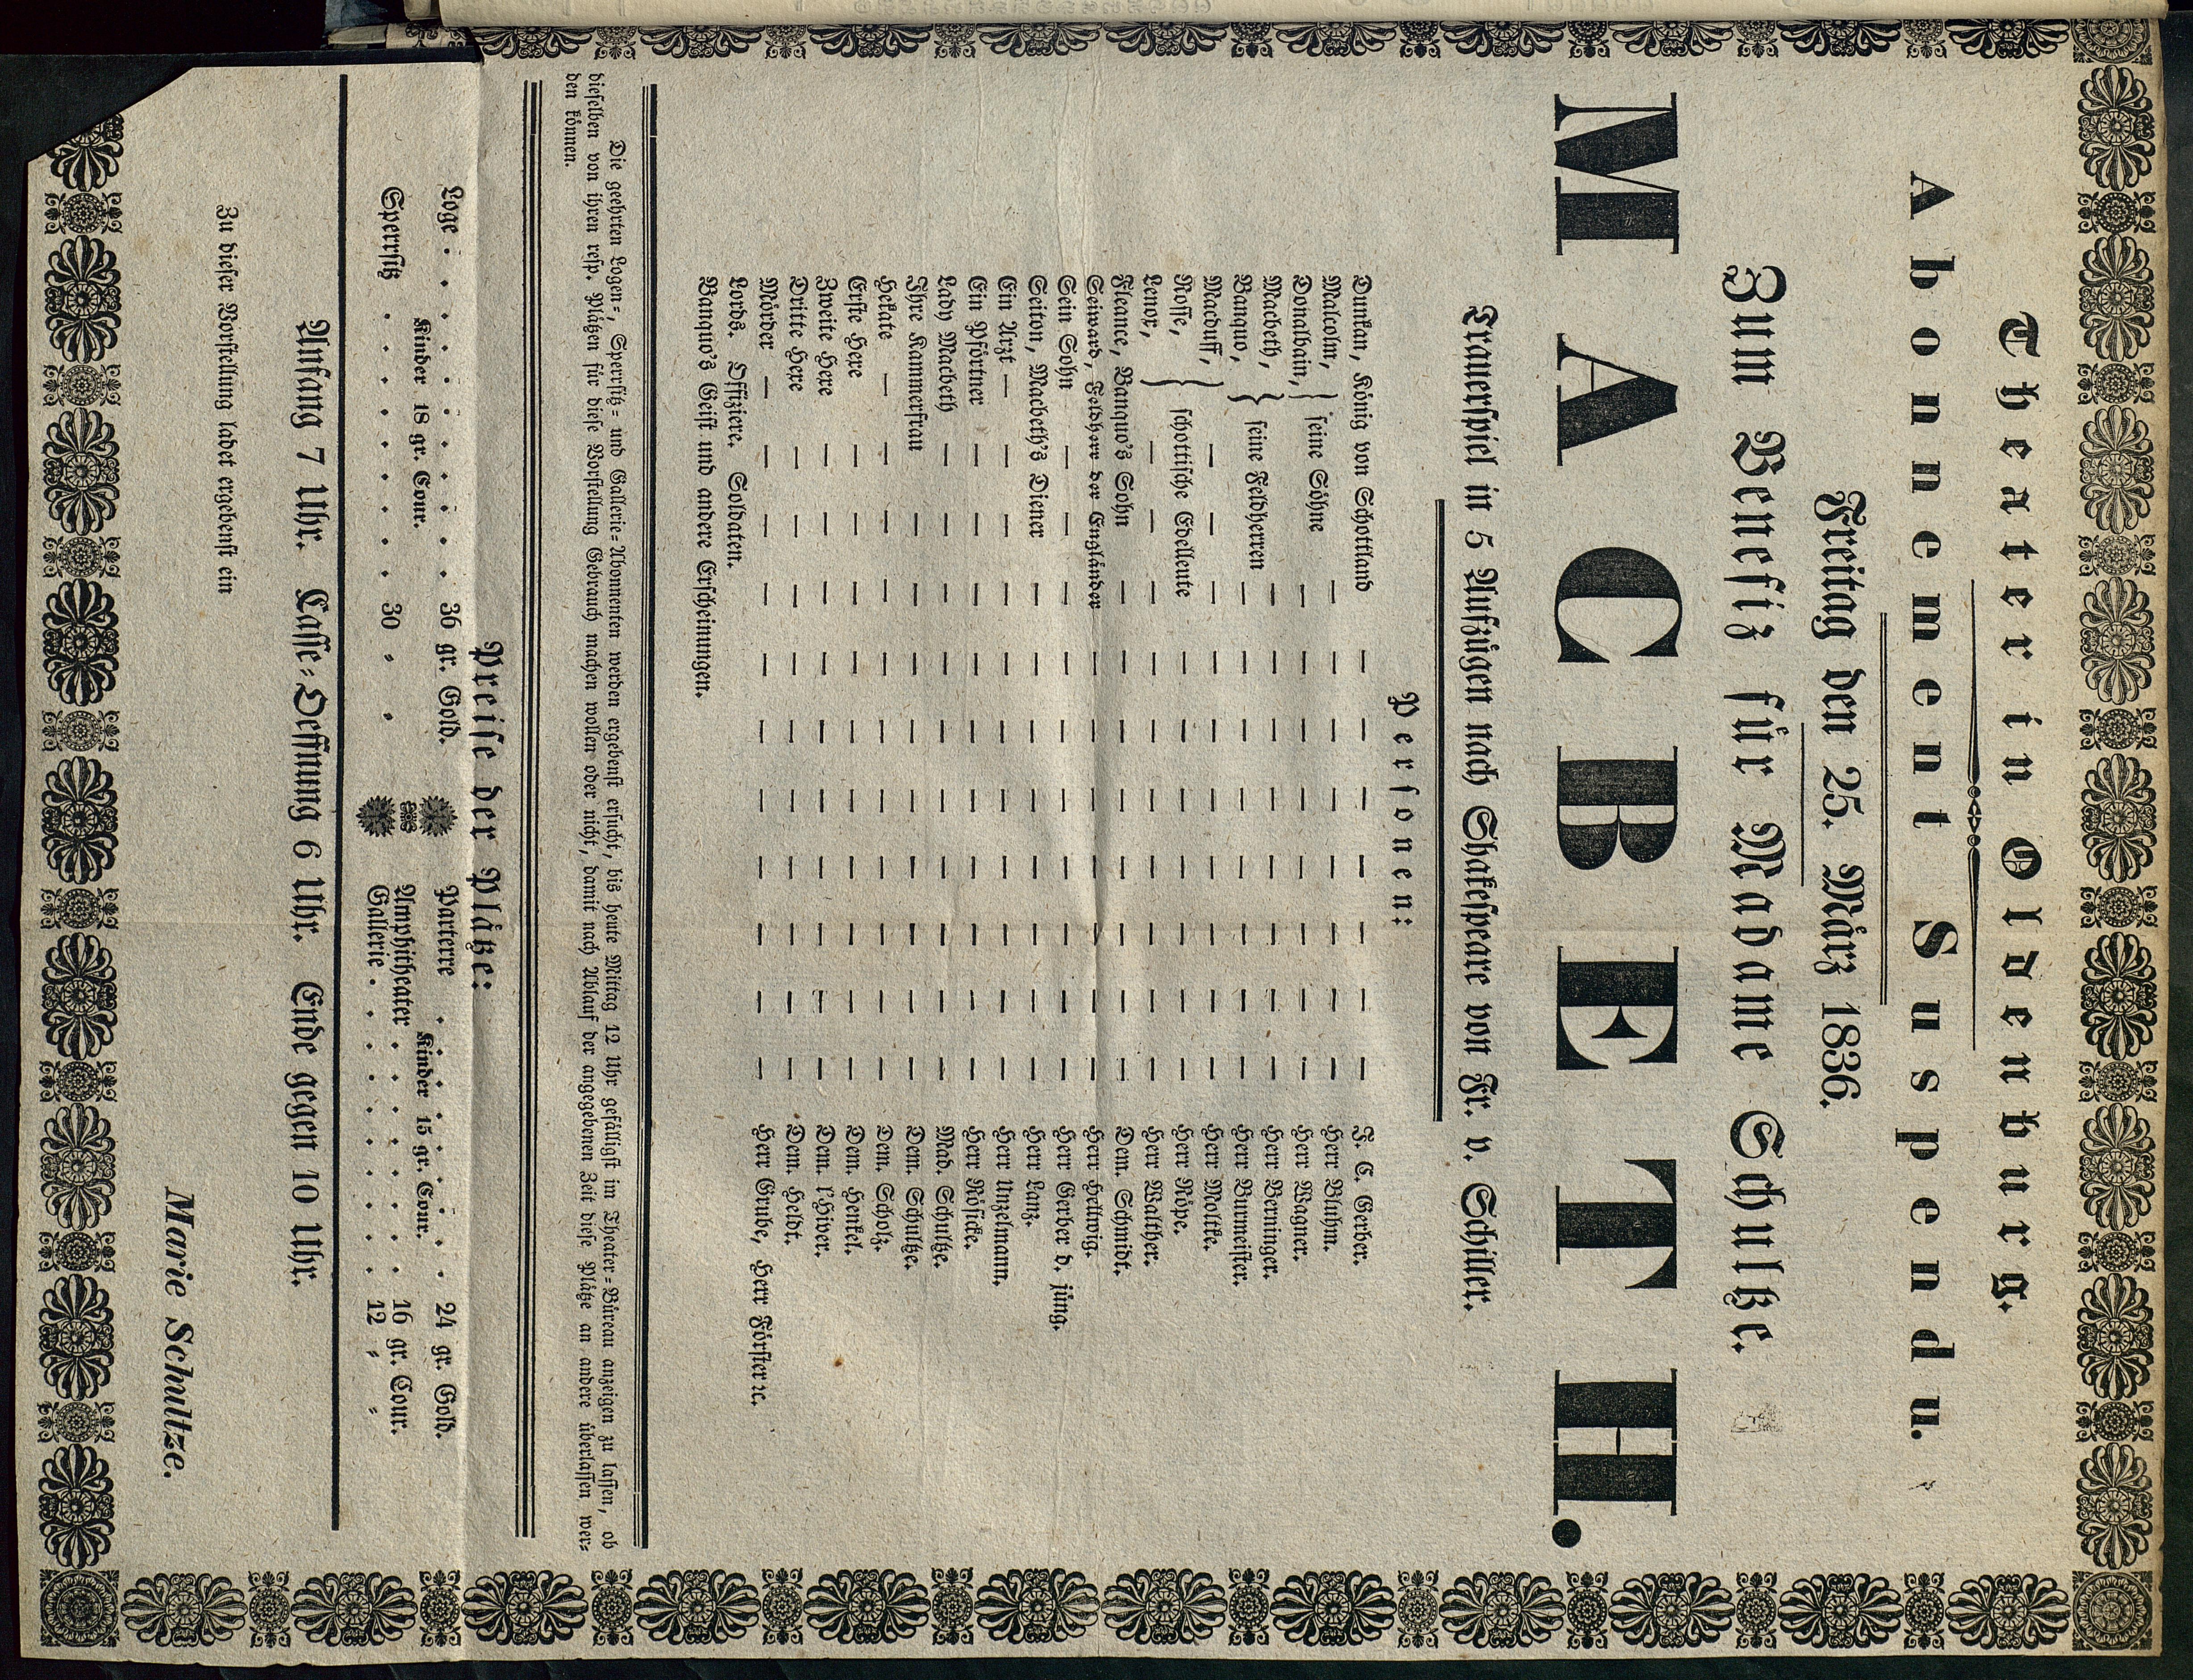 Theater in Oldenburg.
Abonnement Suspendu.
Freitag den 25. März 1836.
Zum Benefiz für Madame Schultze.
MACBETH.
Trauerspiel in 5 Aufzügen nach Shakespeare von Fr. v. Schiller.
Personen:
Dunkan, König von Schottland — — — — — — — J. C. Gerber.
Malcolm, } seine Söhne — — — — — — — — Herr Bluhm.
Donalbain, — — — — — — — — Herr Wagner.
Macbeth, } seine Feldherren — — — — — — — — Herr Berninger.
Banquo, — — — — — — — — Herr Burmeister.
Macduff, } schottische Edelleute — — — — — — — — — — Herr Moltke.
Rosse, — — — — — — — Herr Röpe.
Lenox, — — — — — — — — — — Herr Walther.
Fleance, Banquo's Sohn — — — — — — — — Dem. Schmidt.
Seiward, Feldherr der Engländer — — — — — — — Herr Hellwig.
Sein Sohn — — — — — — — — — — Herr Gerber d. jüng.
Seiton, Macbeth's Diener — — — — — — — — Herr Lanz.
Ein Arzt — — — — — — — — — — — Herr Unzelmann.
Ein Pförtner — — — — — — — — — — Herr Rösicke.
Lady Macbeth — — — — — — — — — — Mad. Schultze.
Ihre Kammerfrau — — — — — — — — — Dem. Schultze.
Hekate — — — — — — — — — — — Dem. Scholz.
Erste Hexe — — — — — — — — — — Dem. Henkel.
Zweite Hexe — — — — — — — — — — Dem. l'Hiver.
Dritte Hexe — — — — — — — — — — Dem. Heldt.
Mörder — — — — — — — — — — — Herr Grube, Herr Förster ꝛc.
Lords. Offiziere. Soldaten.
Banquo's Geist und andere Erscheinungen.
Die geehrten Logen-, Sperrsitz- und Gallerie-Abonnenten werden ergebenst ersucht, bis heute Mittag 12 Uhr gefälligst im Theater-Büreau anzeigen zu lassen, ob
dieselben von ihren resp. Plätzen für diese Vorstellung Gebrauch machen wollen oder nicht, damit nach Ablauf der angegebenen Zeit diese Plätze an andere überlassen wer-
den können.
Preise der Plätze:
Loge . . . . . . 36 gr. Gold.
Kinder 18 gr. Cour.
Sperrsitz . . . . . 30 „ „
Parterre . . . . . . 24 gr. Gold.
Kinder 15 gr. Cour.
Amphitheater . . . . . 16 gr. Cour.
Gallerie . . . . . . 12 „ „
Anfang 7 Uhr. Casse-Oeffnung 6 Uhr. Ende gegen 10 Uhr.
Zu dieser Vorstellung ladet ergebenst ein
Marie Schultze.